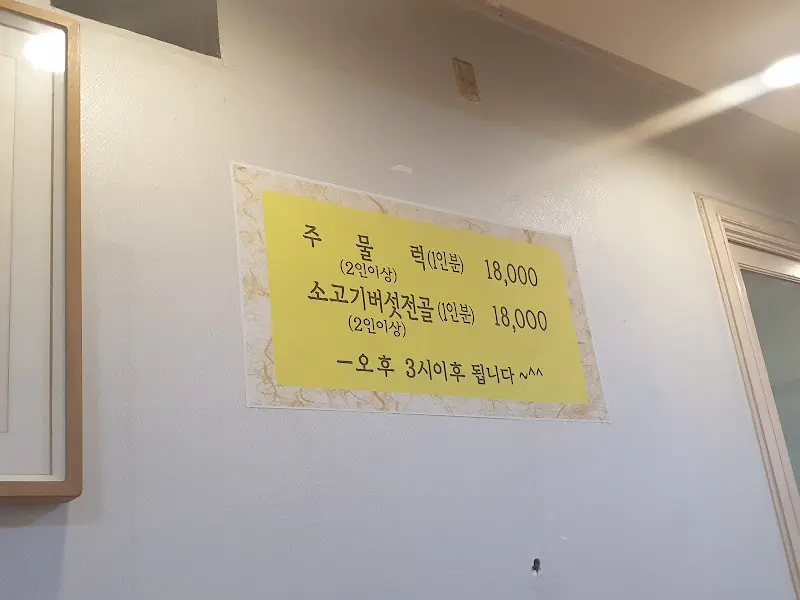 주 물 럭(1인분) 18,000
(2인이상)
소고기버섯전골(1인분) 18,000
(2인이상)
-오후 3시이후 됩니다 ~^^